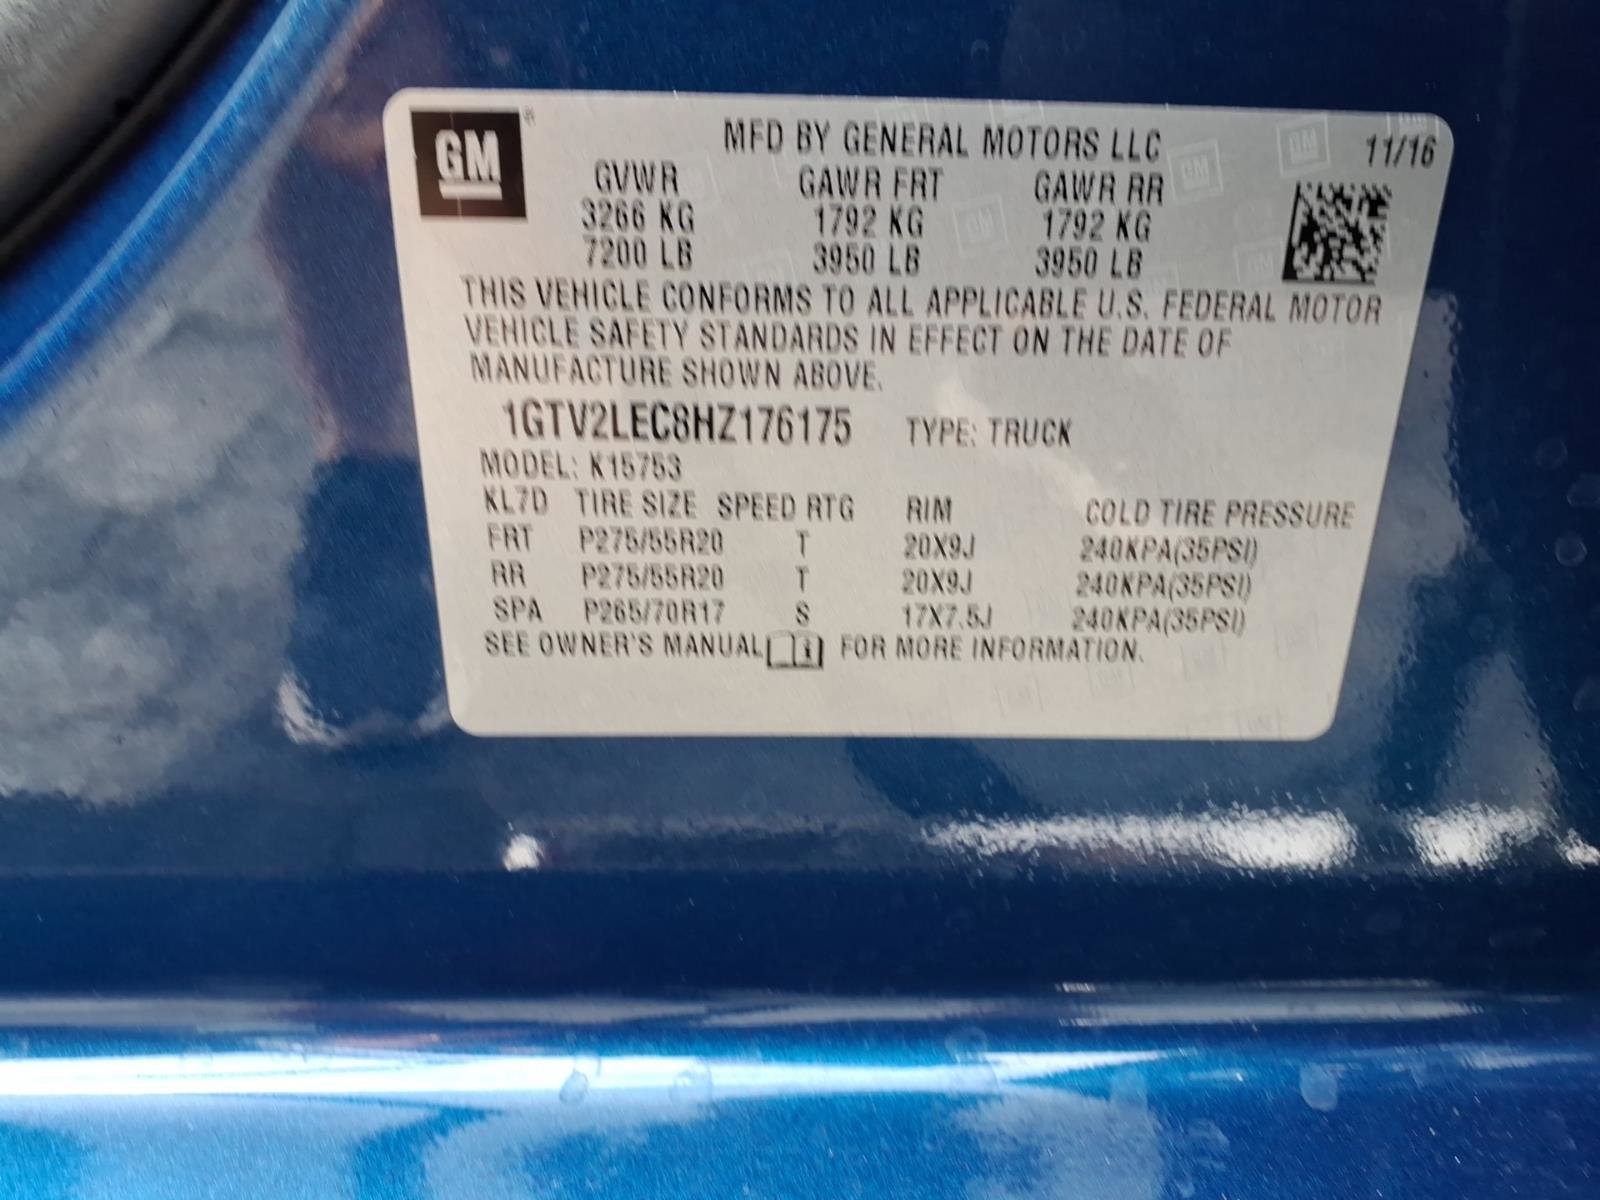 GM
MFD BY GENERAL MOTORS LLC 11/16
GVWR GAWR FRT GAWR RR
3266 KG 1792 KG 1792 KG
7200 LB 3950 LB 3950 LB
THIS VEHICLE CONFORMS TO ALL APPLICABLE U.S. FEDERAL MOTOR
VEHICLE SAFETY STANDARDS IN EFFECT ON THE DATE OF
MANUFACTURE SHOWN ABOVE.
1GTV2LEC8HZ176175 TYPE: TRUCK
MODEL: K15753
KL7D TIRE SIZE SPEED RTG RIM COLD TIRE PRESSURE
FRT P275/55R20 T 20X9J 240KPA(35PSI)
RR P275/55R20 T 20X9J 240KPA(35PSI)
SPA P265/70R17 S 17X7.5J 240KPA(35PSI)
SEE OWNER'S MANUAL FOR MORE INFORMATION.